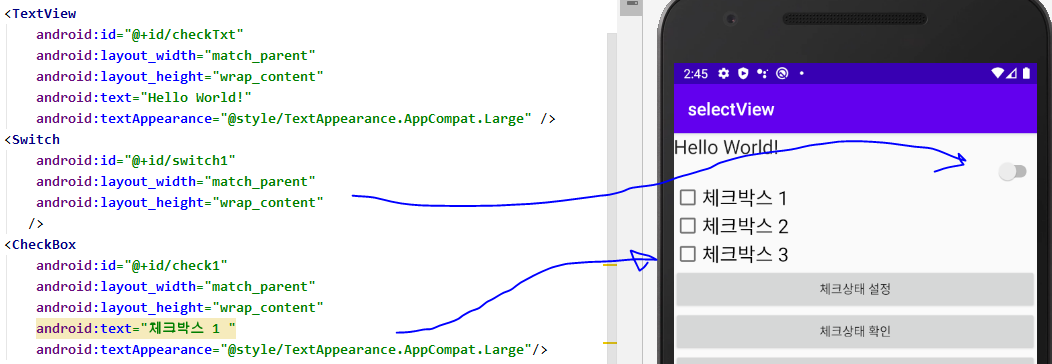 <TextView
android:id="@+id/checkTxt"
android:layout_width="match_parent"
android:layout_height="wrap_content"
android:text="Hello World!"
android:textAppearance="@style/TextAppearance.AppCompat.Large" />
<Switch
android:id="@+id/switch1"
android:layout_width="match_parent"
android:layout_height="wrap_content"
/>
<CheckBox
android:id="@+id/check1"
android:layout_width="match_parent"
android:layout_height="wrap_content"
android:text="체크박스 1 "
android:textAppearance="@style/TextAppearance.AppCompat.Large"/>
2:45
selectView
Hello World!
체크박스 1
체크박스 2
체크박스 3
체크상태 설정
체크상태 확인